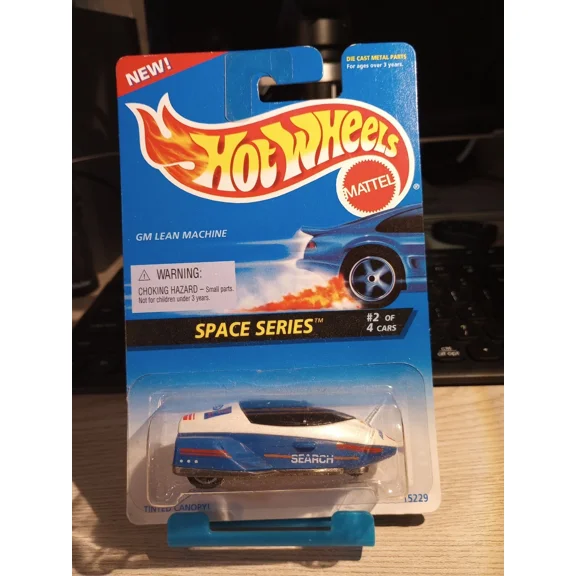 NEW!
DIE CAST METAL PARTS
For ages over 3 years.
HOT WHEELS
®
MATTEL
GM LEAN MACHINE
⚠ WARNING:
CHOKING HAZARD – Small parts.
Not for children under 3 years.
SPACE SERIES™
#2 OF
4 CARS
SEARCH
TINTED CANOPY!
15229